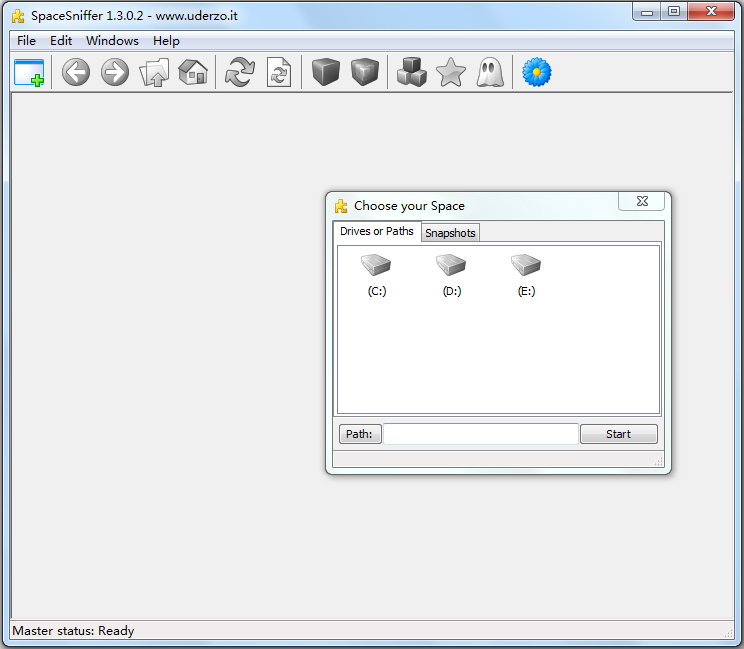 SpaceSniffer 1.3.0.2 - www.uderzo.it
File Edit Windows Help
Choose your Space
Drives or Paths Snapshots
(C:) (D:) (E:)
Path: Start
Master status: Ready